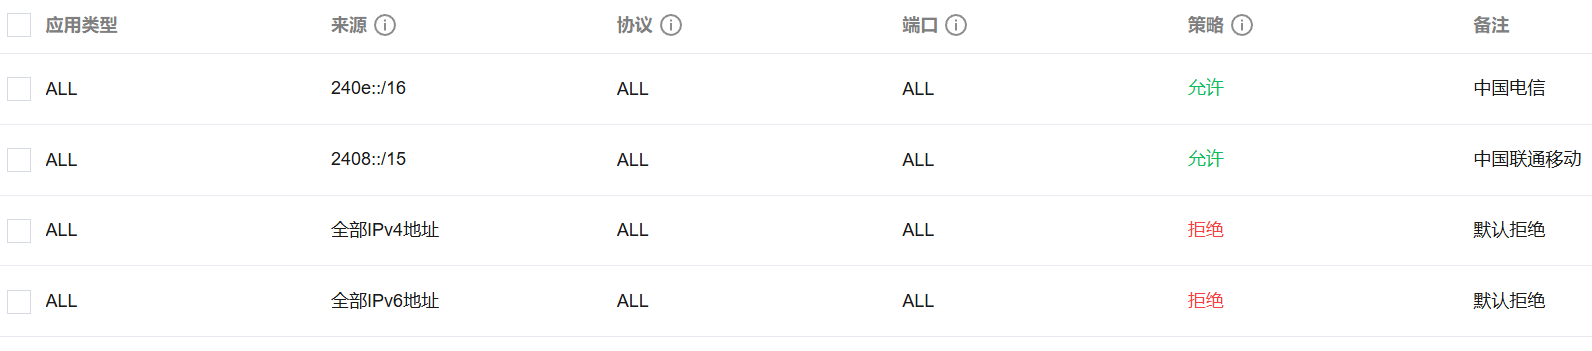 应用类型 来源 协议 端口 策略 备注
ALL 240e::/16 ALL ALL 允许 中国电信
ALL 2408::/15 ALL ALL 允许 中国联通移动
ALL 全部IPv4地址 ALL ALL 拒绝 默认拒绝
ALL 全部IPv6地址 ALL ALL 拒绝 默认拒绝